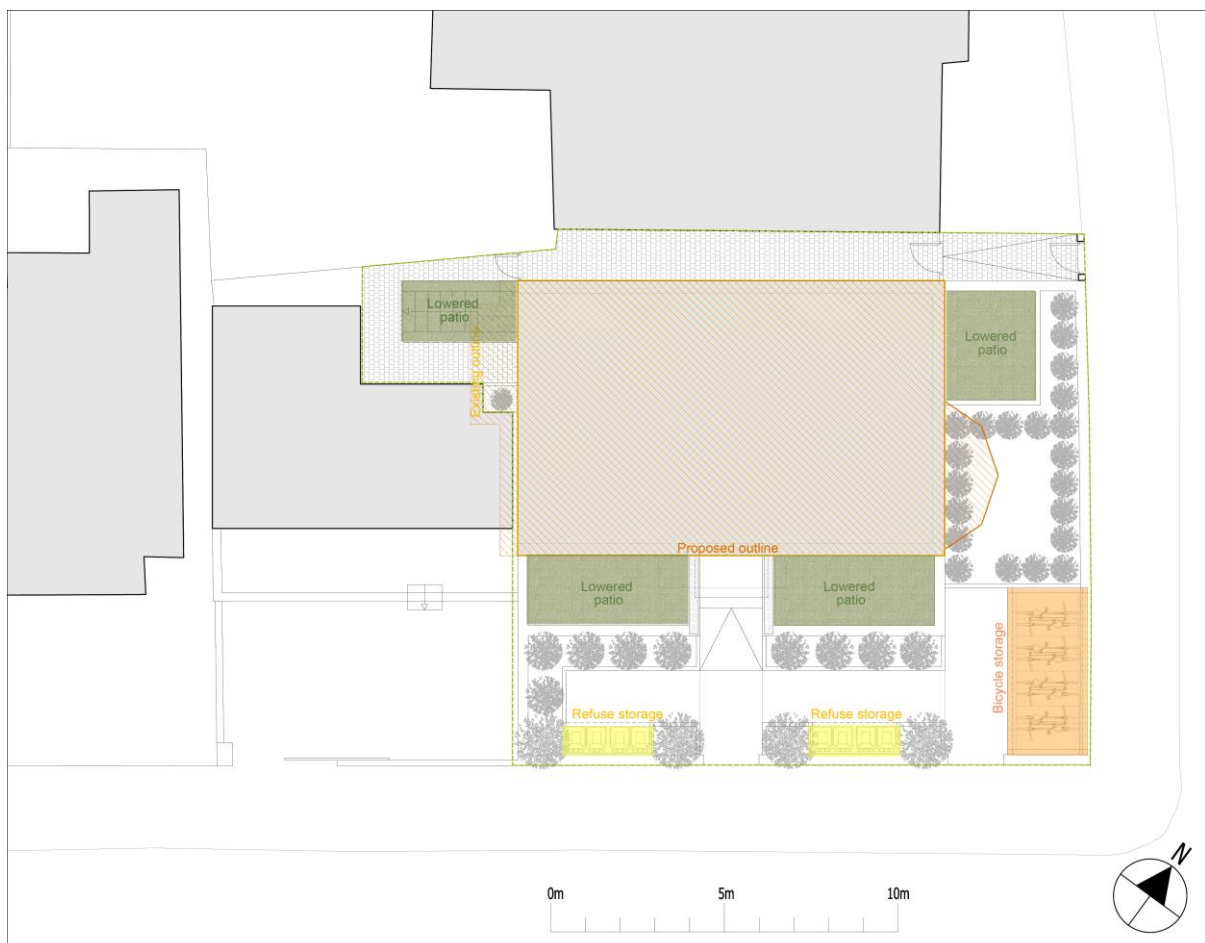 Lowered
patio
Lowered
patio
Existing outline
Proposed outline
Lowered
patio
Lowered
patio
Bicycle storage
Refuse storage
Refuse storage
N
0m 5m 10m